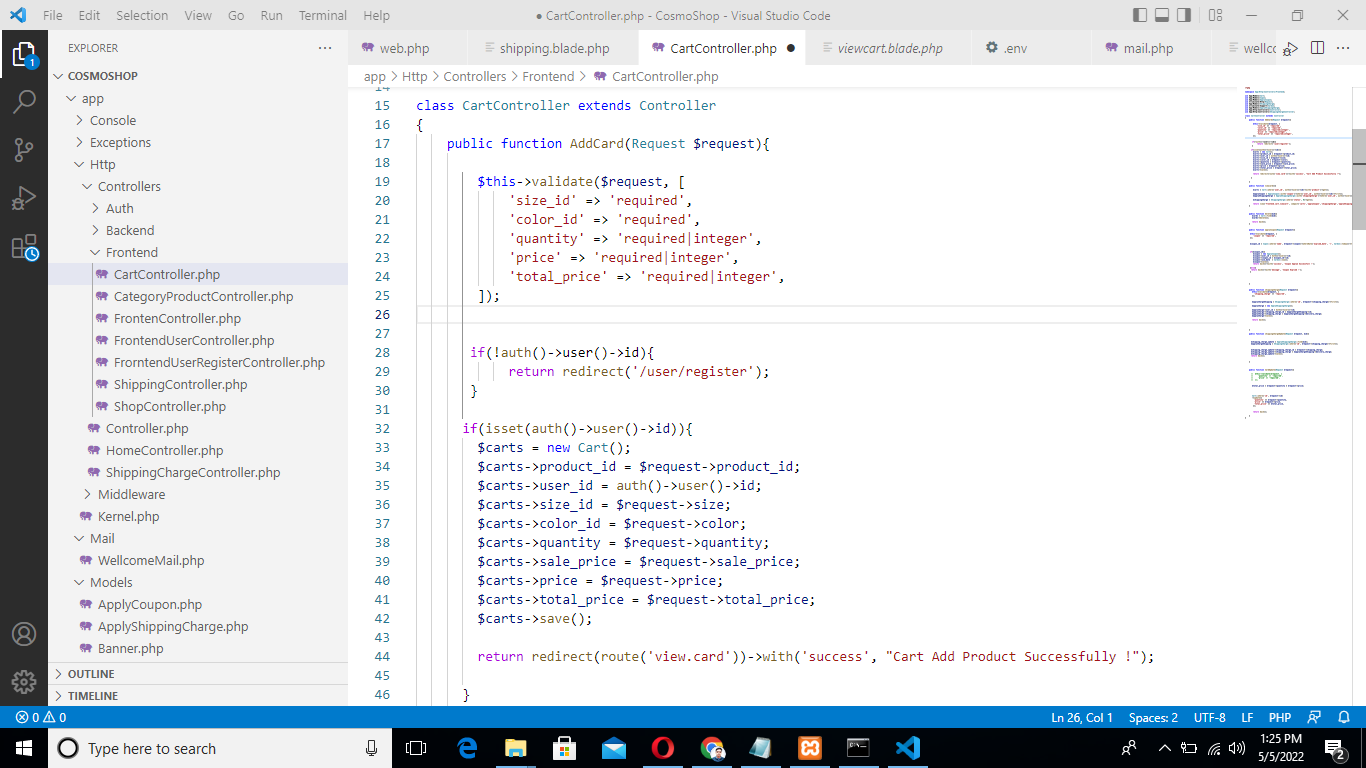 File Edit Selection View Go Run Terminal Help ● CartController.php - CosmoShop - Visual Studio Code
EXPLORER ···
web.php shipping.blade.php CartController.php ● viewcart.blade.php .env mail.php wellco
app > Http > Controllers > Frontend > CartController.php
COSMOSHOP
app
Console
Exceptions
Http
Controllers
Auth
Backend
Frontend
CartController.php
CategoryProductController.php
FrontenController.php
FrontendUserController.php
FrorntendUserRegisterController.php
ShippingController.php
ShopController.php
Controller.php
HomeController.php
ShippingChargeController.php
Middleware
Kernel.php
Mail
WellcomeMail.php
Models
ApplyCoupon.php
ApplyShippingCharge.php
Banner.php
OUTLINE
TIMELINE
14
15 class CartController extends Controller
16 {
17 public function AddCard(Request $request){
18
19 $this->validate($request, [
20 'size_id'=> 'required',
21 'color_id' => 'required',
22 'quantity' => 'required|integer',
23 'price' => 'required|integer',
24 'total_price' => 'required|integer',
25 ]);
26
27
28 if(!auth()->user()->id){
29 return redirect('/user/register');
30 }
31
32 if(isset(auth()->user()->id)){
33 $carts = new Cart();
34 $carts->product_id = $request->product_id;
35 $carts->user_id = auth()->user()->id;
36 $carts->size_id = $request->size;
37 $carts->color_id = $request->color;
38 $carts->quantity = $request->quantity;
39 $carts->sale_price = $request->sale_price;
40 $carts->price = $request->price;
41 $carts->total_price = $request->total_price;
42 $carts->save();
43
44 return redirect(route('view.card'))->with('success', "Cart Add Product Successfully !");
45
46 }
0 0 Ln 26, Col 1 Spaces: 2 UTF-8 LF PHP
Type here to search
1:25 PM
5/5/2022
2
1